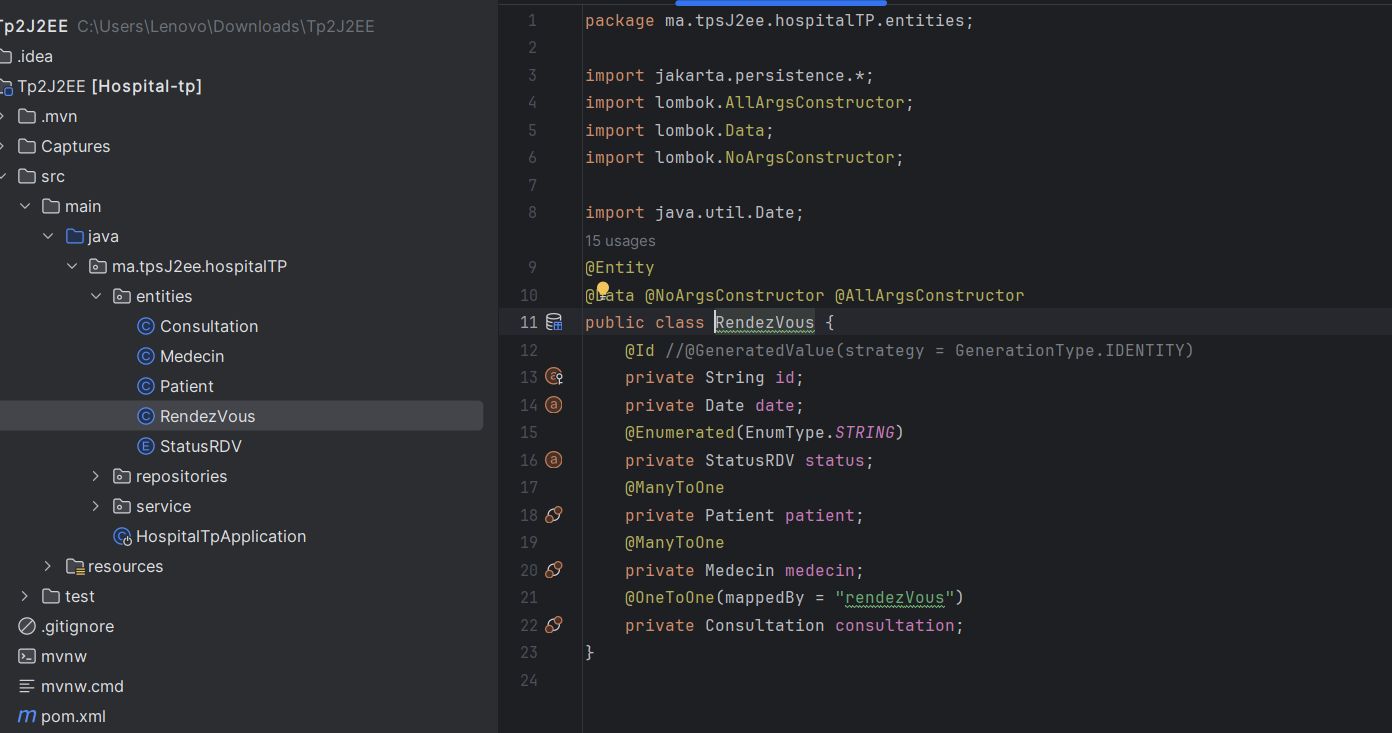 Tp2J2EE C:\Users\Lenovo\Downloads\Tp2J2EE
.idea
Tp2J2EE [Hospital-tp]
.mvn
Captures
src
main
java
ma.tpsJ2ee.hospitalTP
entities
Consultation
Medecin
Patient
RendezVous
StatusRDV
repositories
service
HospitalTpApplication
resources
test
.gitignore
mvnw
mvnw.cmd
m pom.xml
1 package ma.tpsJ2ee.hospitalTP.entities;
2
3 import jakarta.persistence.*;
4 import lombok.AllArgsConstructor;
5 import lombok.Data;
6 import lombok.NoArgsConstructor;
7
8 import java.util.Date;
15 usages
9 @Entity
10 @Data @NoArgsConstructor @AllArgsConstructor
11 public class RendezVous {
12 @Id //@GeneratedValue(strategy = GenerationType.IDENTITY)
13 private String id;
14 private Date date;
15 @Enumerated(EnumType.STRING)
16 private StatusRDV status;
17 @ManyToOne
18 private Patient patient;
19 @ManyToOne
20 private Medecin medecin;
21 @OneToOne(mappedBy = "rendezVous")
22 private Consultation consultation;
23 }
24